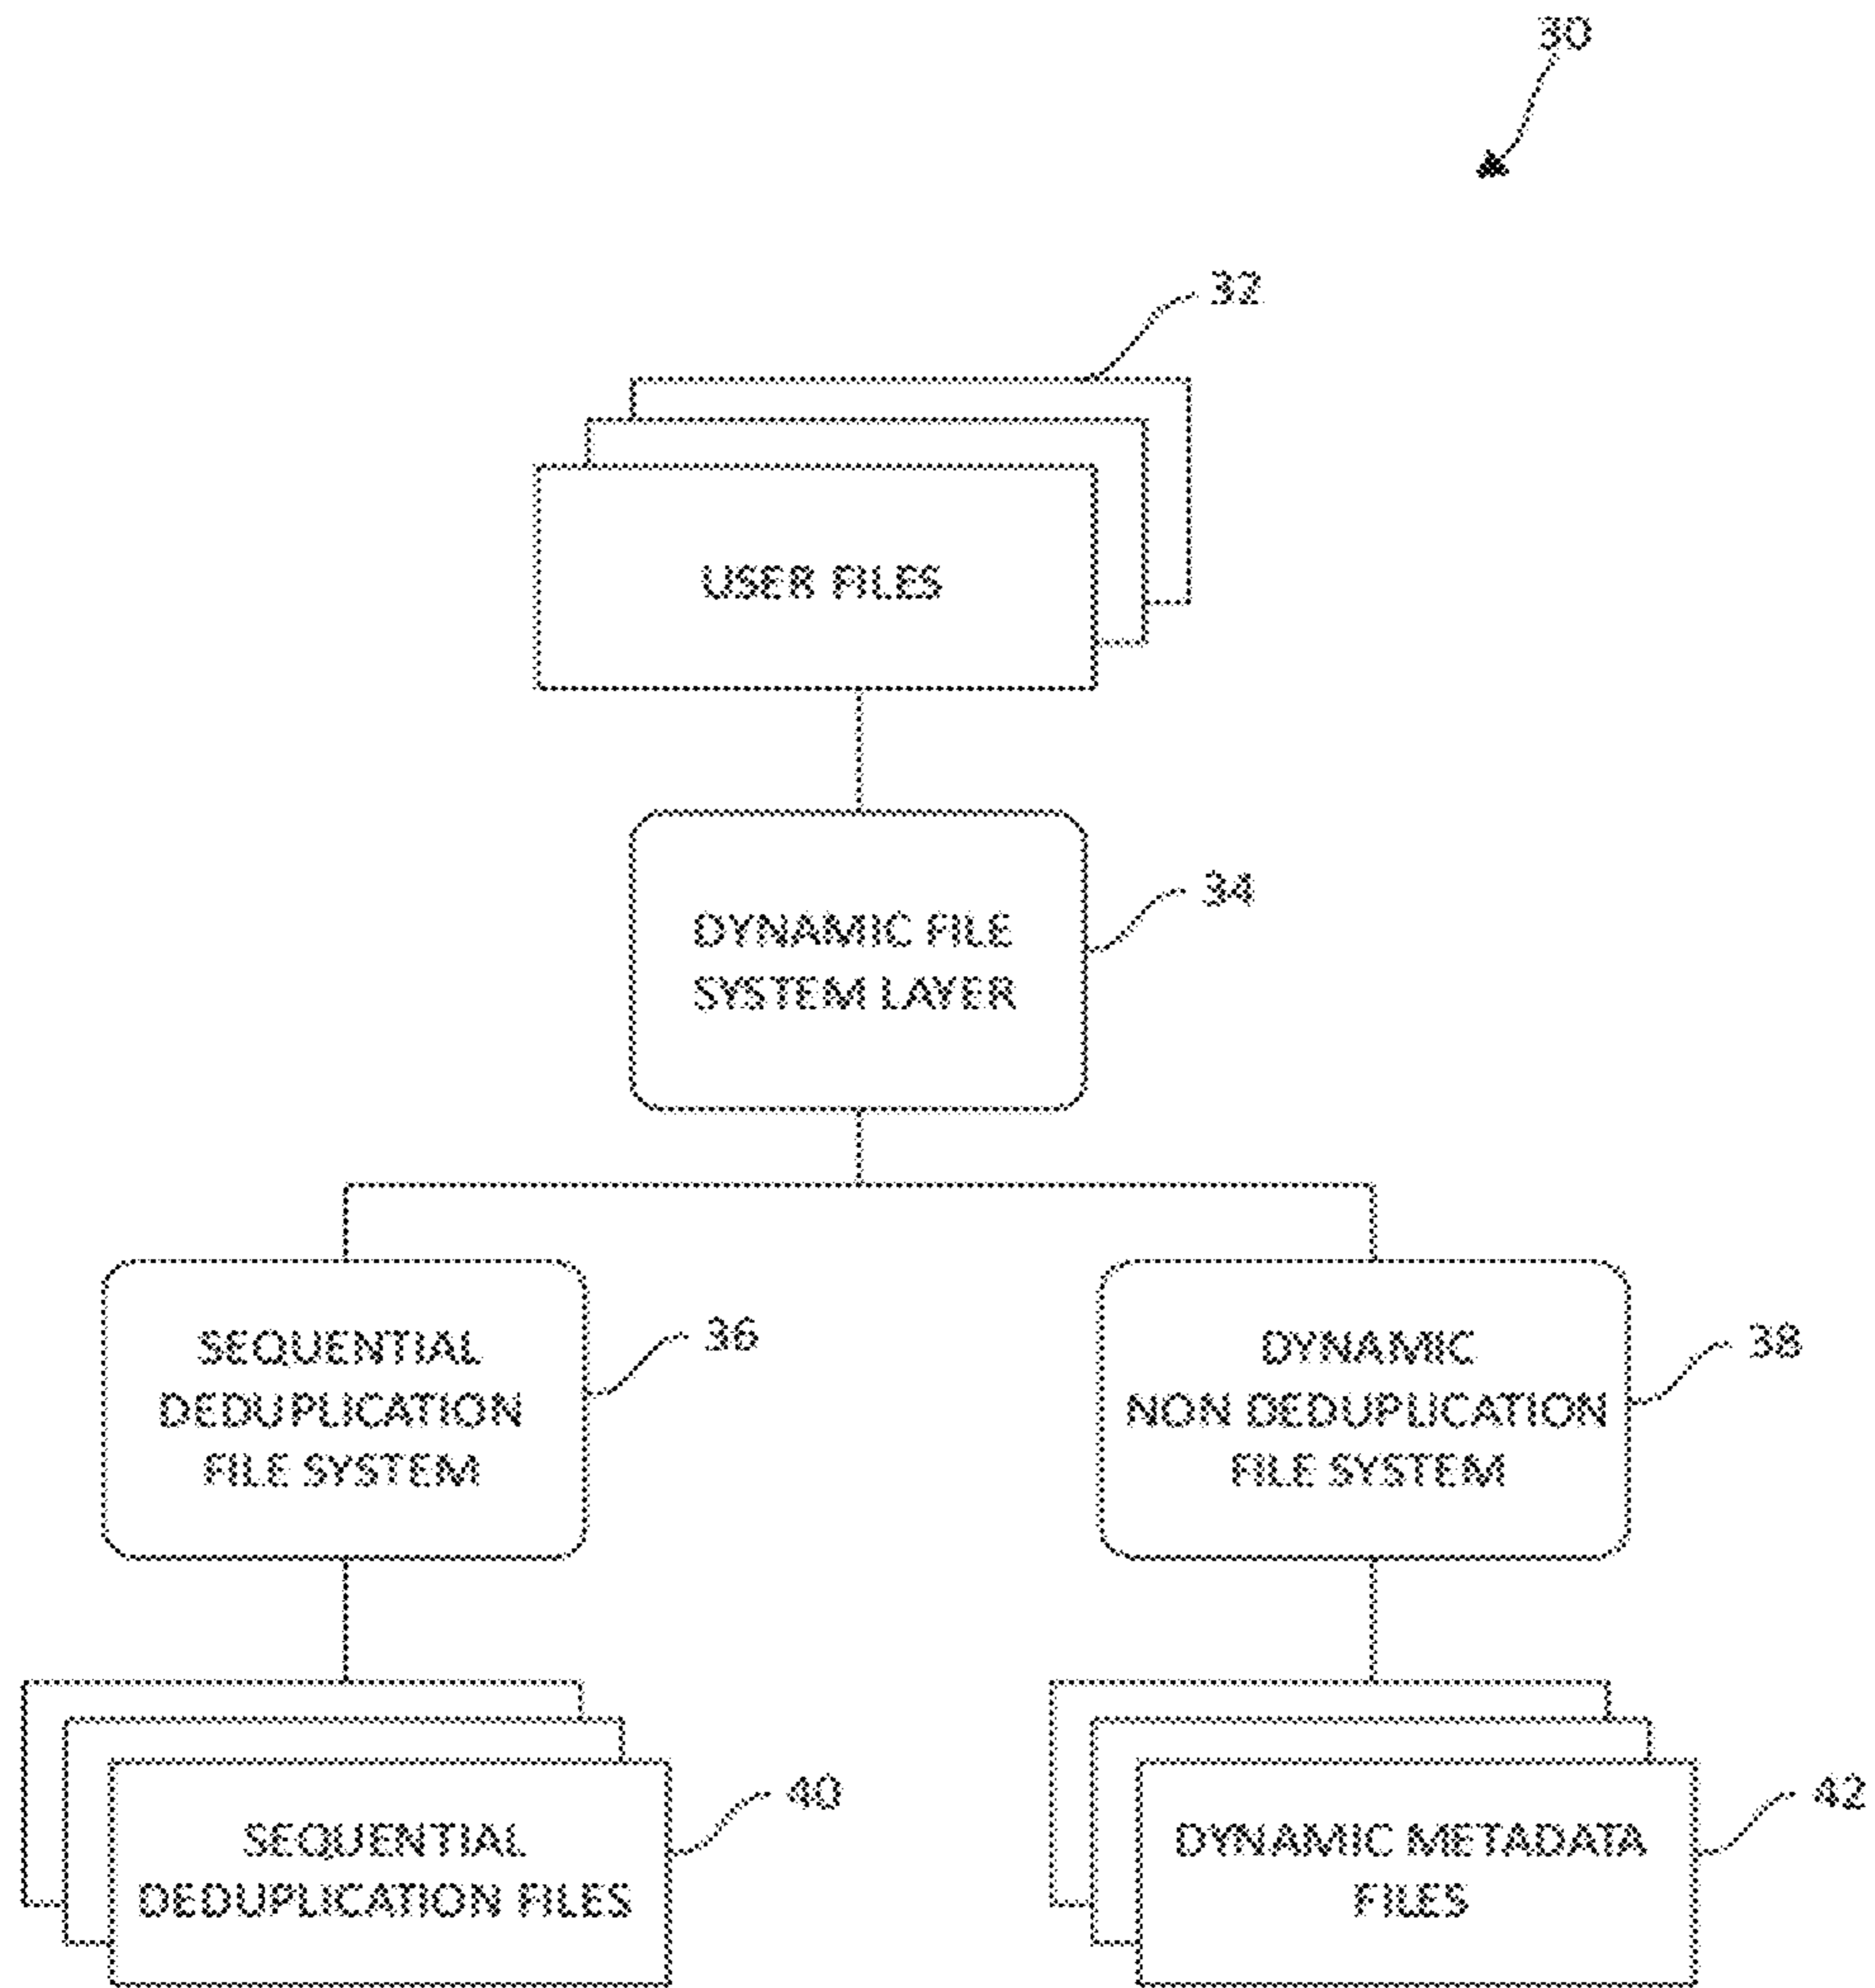 30
32
USER FILES
DYNAMIC FILE
SYSTEM LAYER
34
SEQUENTIAL
DEDUPLICATION
FILE SYSTEM
36
DYNAMIC
NON DEDUPLICATION
FILE SYSTEM
38
SEQUENTIAL
DEDUPLICATION FILES
40
DYNAMIC METADATA
FILES
42